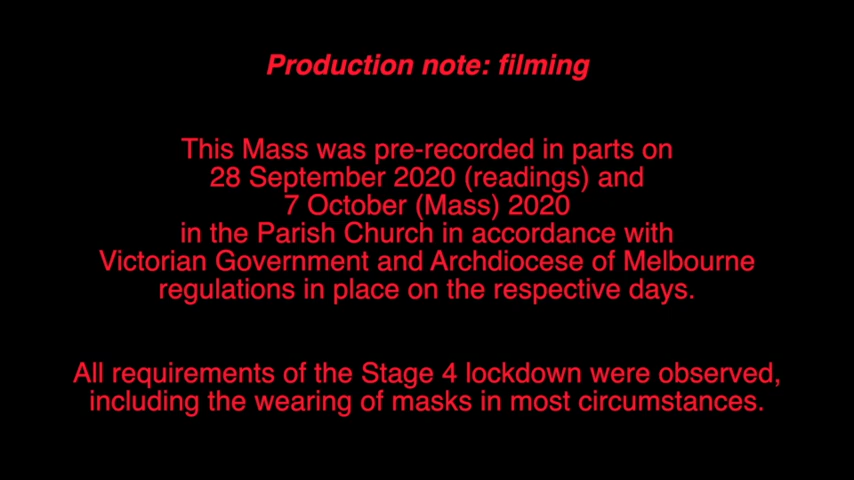 Production note: filming
This Mass was pre-recorded in parts on
28 September 2020 (readings) and
7 October (Mass) 2020
in the Parish Church in accordance with
Victorian Government and Archdiocese of Melbourne
regulations in place on the respective days.
All requirements of the Stage 4 lockdown were observed,
including the wearing of masks in most circumstances.